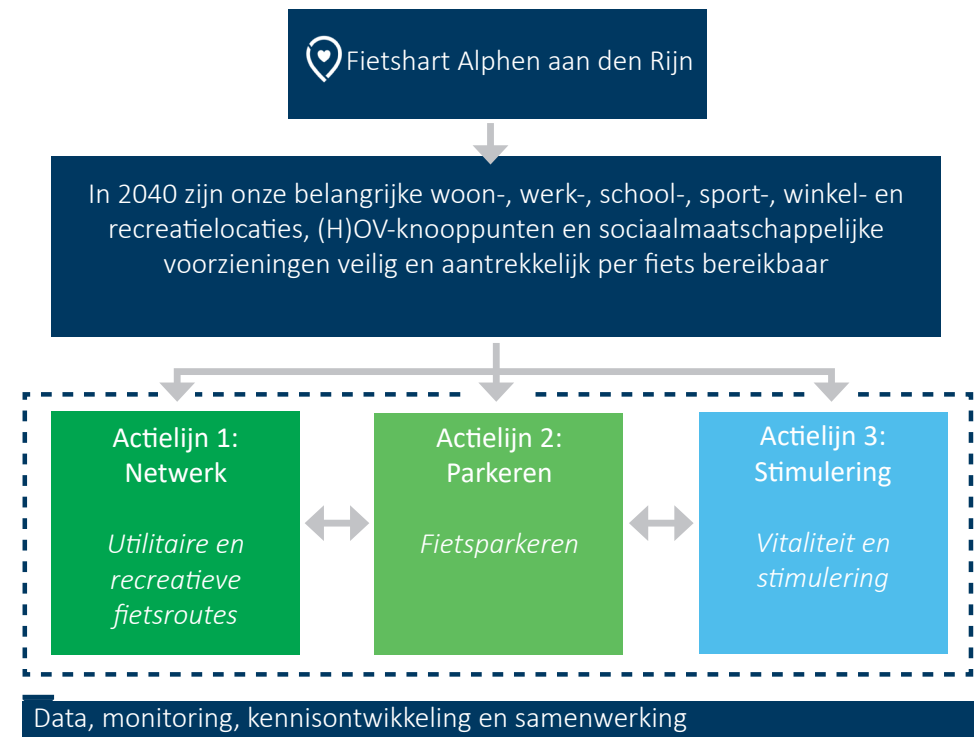 Fietshart Alphen aan den Rijn
In 2040 zijn onze belangrijke woon-, werk-, school-, sport-, winkel- en
recreatielocaties, (H)OV-knooppunten en sociaalmaatschappelijke
voorzieningen veilig en aantrekkelijk per fiets bereikbaar
Actielijn 1:
Netwerk
Utilitaire en
recreatieve
fietsroutes
Actielijn 2:
Parkeren
Fietsparkeren
Actielijn 3:
Stimulering
Vitaliteit en
stimulering
Data, monitoring, kennisontwikkeling en samenwerking